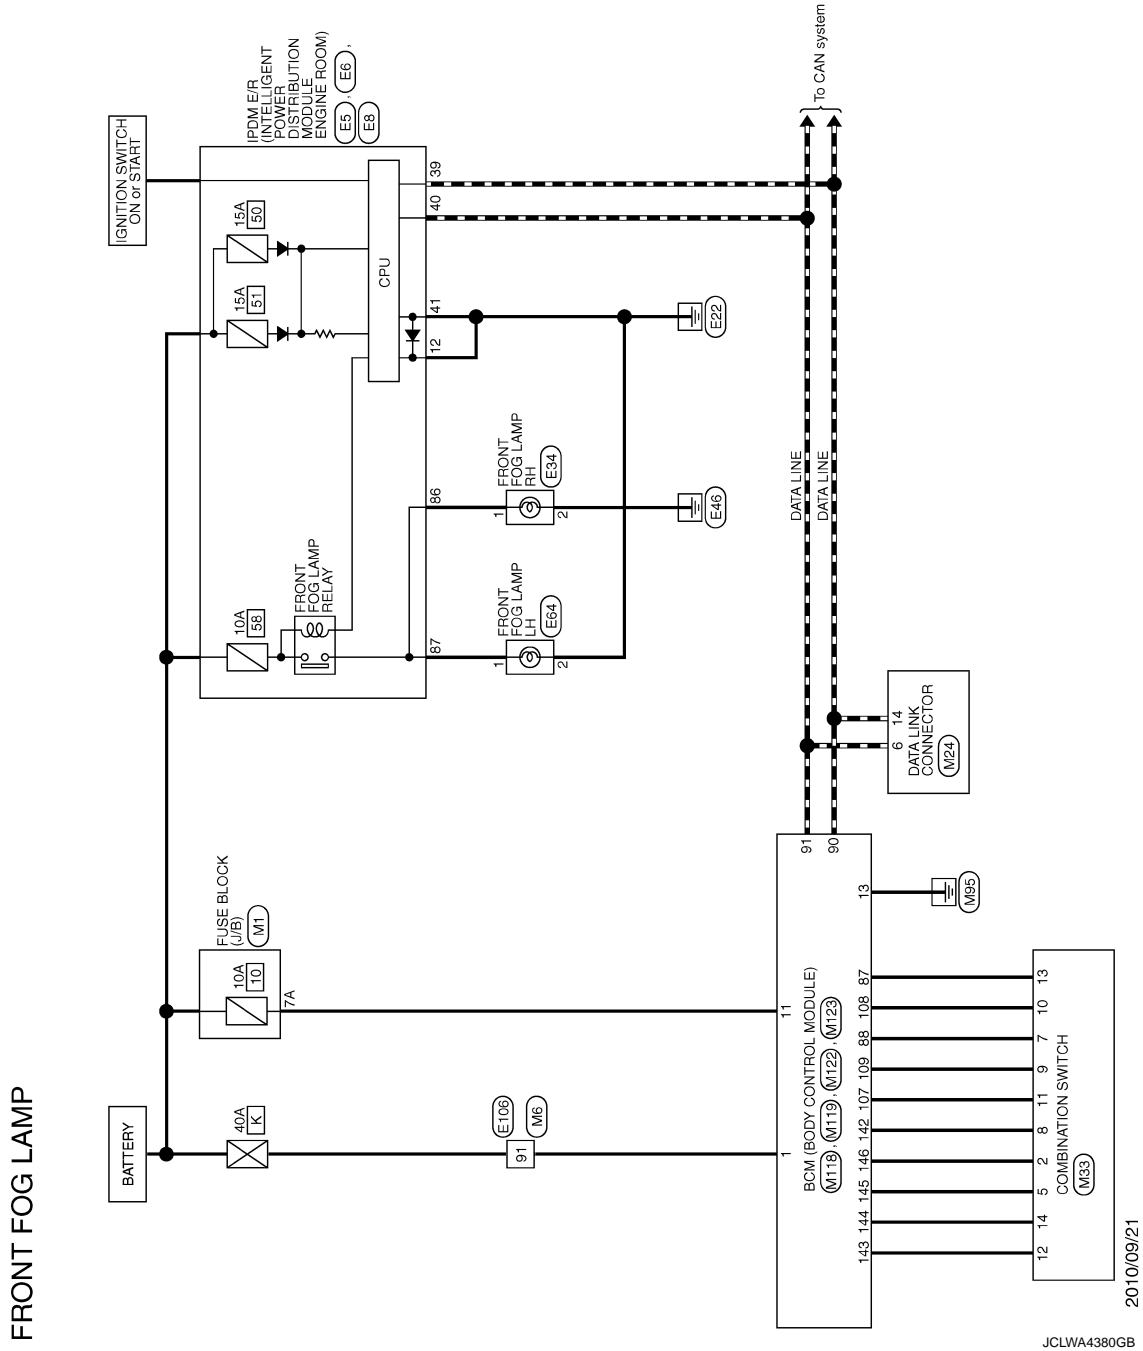 FRONT FOG LAMP
BATTERY
IGNITION SWITCH
ON or START
40A
K
10A
10
7A
FUSE BLOCK
(J/B)
M1
10A
58
FRONT
FOG LAMP
RELAY
15A
51
15A
50
CPU
IPDM E/R
(INTELLIGENT
POWER
DISTRIBUTION
MODULE
ENGINE ROOM)
E5 , E6 ,
E8
87
86
12
41
40
39
E106
M6
91
1
2
FRONT
FOG LAMP
LH
E64
1
2
FRONT
FOG LAMP
RH
E34
E46
E22
To CAN system
DATA LINE
DATA LINE
1
11
BCM (BODY CONTROL MODULE)
M118 , M119 , M122 , M123
91
90
13
M95
6
14
DATA LINK
CONNECTOR
M24
143
144
145
146
142
107
109
88
108
87
12
14
5
2
8
11
9
7
10
13
COMBINATION SWITCH
M33
2010/09/21
JCLWA4380GB